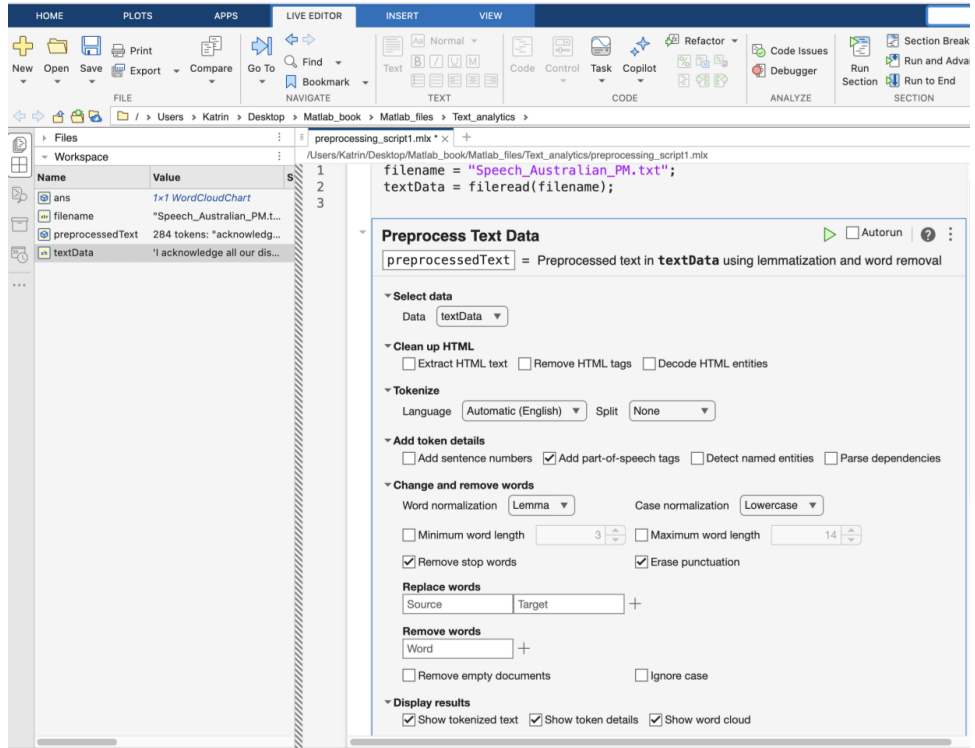 HOME PLOTS APPS LIVE EDITOR INSERT VIEW
New Open Save Print Export Compare Go To Find Bookmark Text Aa Normal B I U M Code Control Task Copilot Refactor Code Issues Debugger Run Section Section Break Run and Advan Run to End
FILE NAVIGATE TEXT CODE ANALYZE SECTION
/ > Users > Katrin > Desktop > Matlab_book > Matlab_files > Text_analytics >
Files
Workspace
Name Value S
ans 1×1 WordCloudChart
filename "Speech_Australian_PM.t...
preprocessedText 284 tokens: "acknowledg...
textData 'I acknowledge all our dis...
preprocessing_script1.mlx * × +
/Users/Katrin/Desktop/Matlab_book/Matlab_files/Text_analytics/preprocessing_script1.mlx
1 filename = "Speech_Australian_PM.txt";
2 textData = fileread(filename);
3
Preprocess Text Data Autorun ?
preprocessedText = Preprocessed text in textData using lemmatization and word removal
Select data
Data textData
Clean up HTML
Extract HTML text Remove HTML tags Decode HTML entities
Tokenize
Language Automatic (English) Split None
Add token details
Add sentence numbers Add part-of-speech tags Detect named entities Parse dependencies
Change and remove words
Word normalization Lemma Case normalization Lowercase
Minimum word length 3 Maximum word length 14
Remove stop words Erase punctuation
Replace words
Source Target +
Remove words
Word +
Remove empty documents Ignore case
Display results
Show tokenized text Show token details Show word cloud